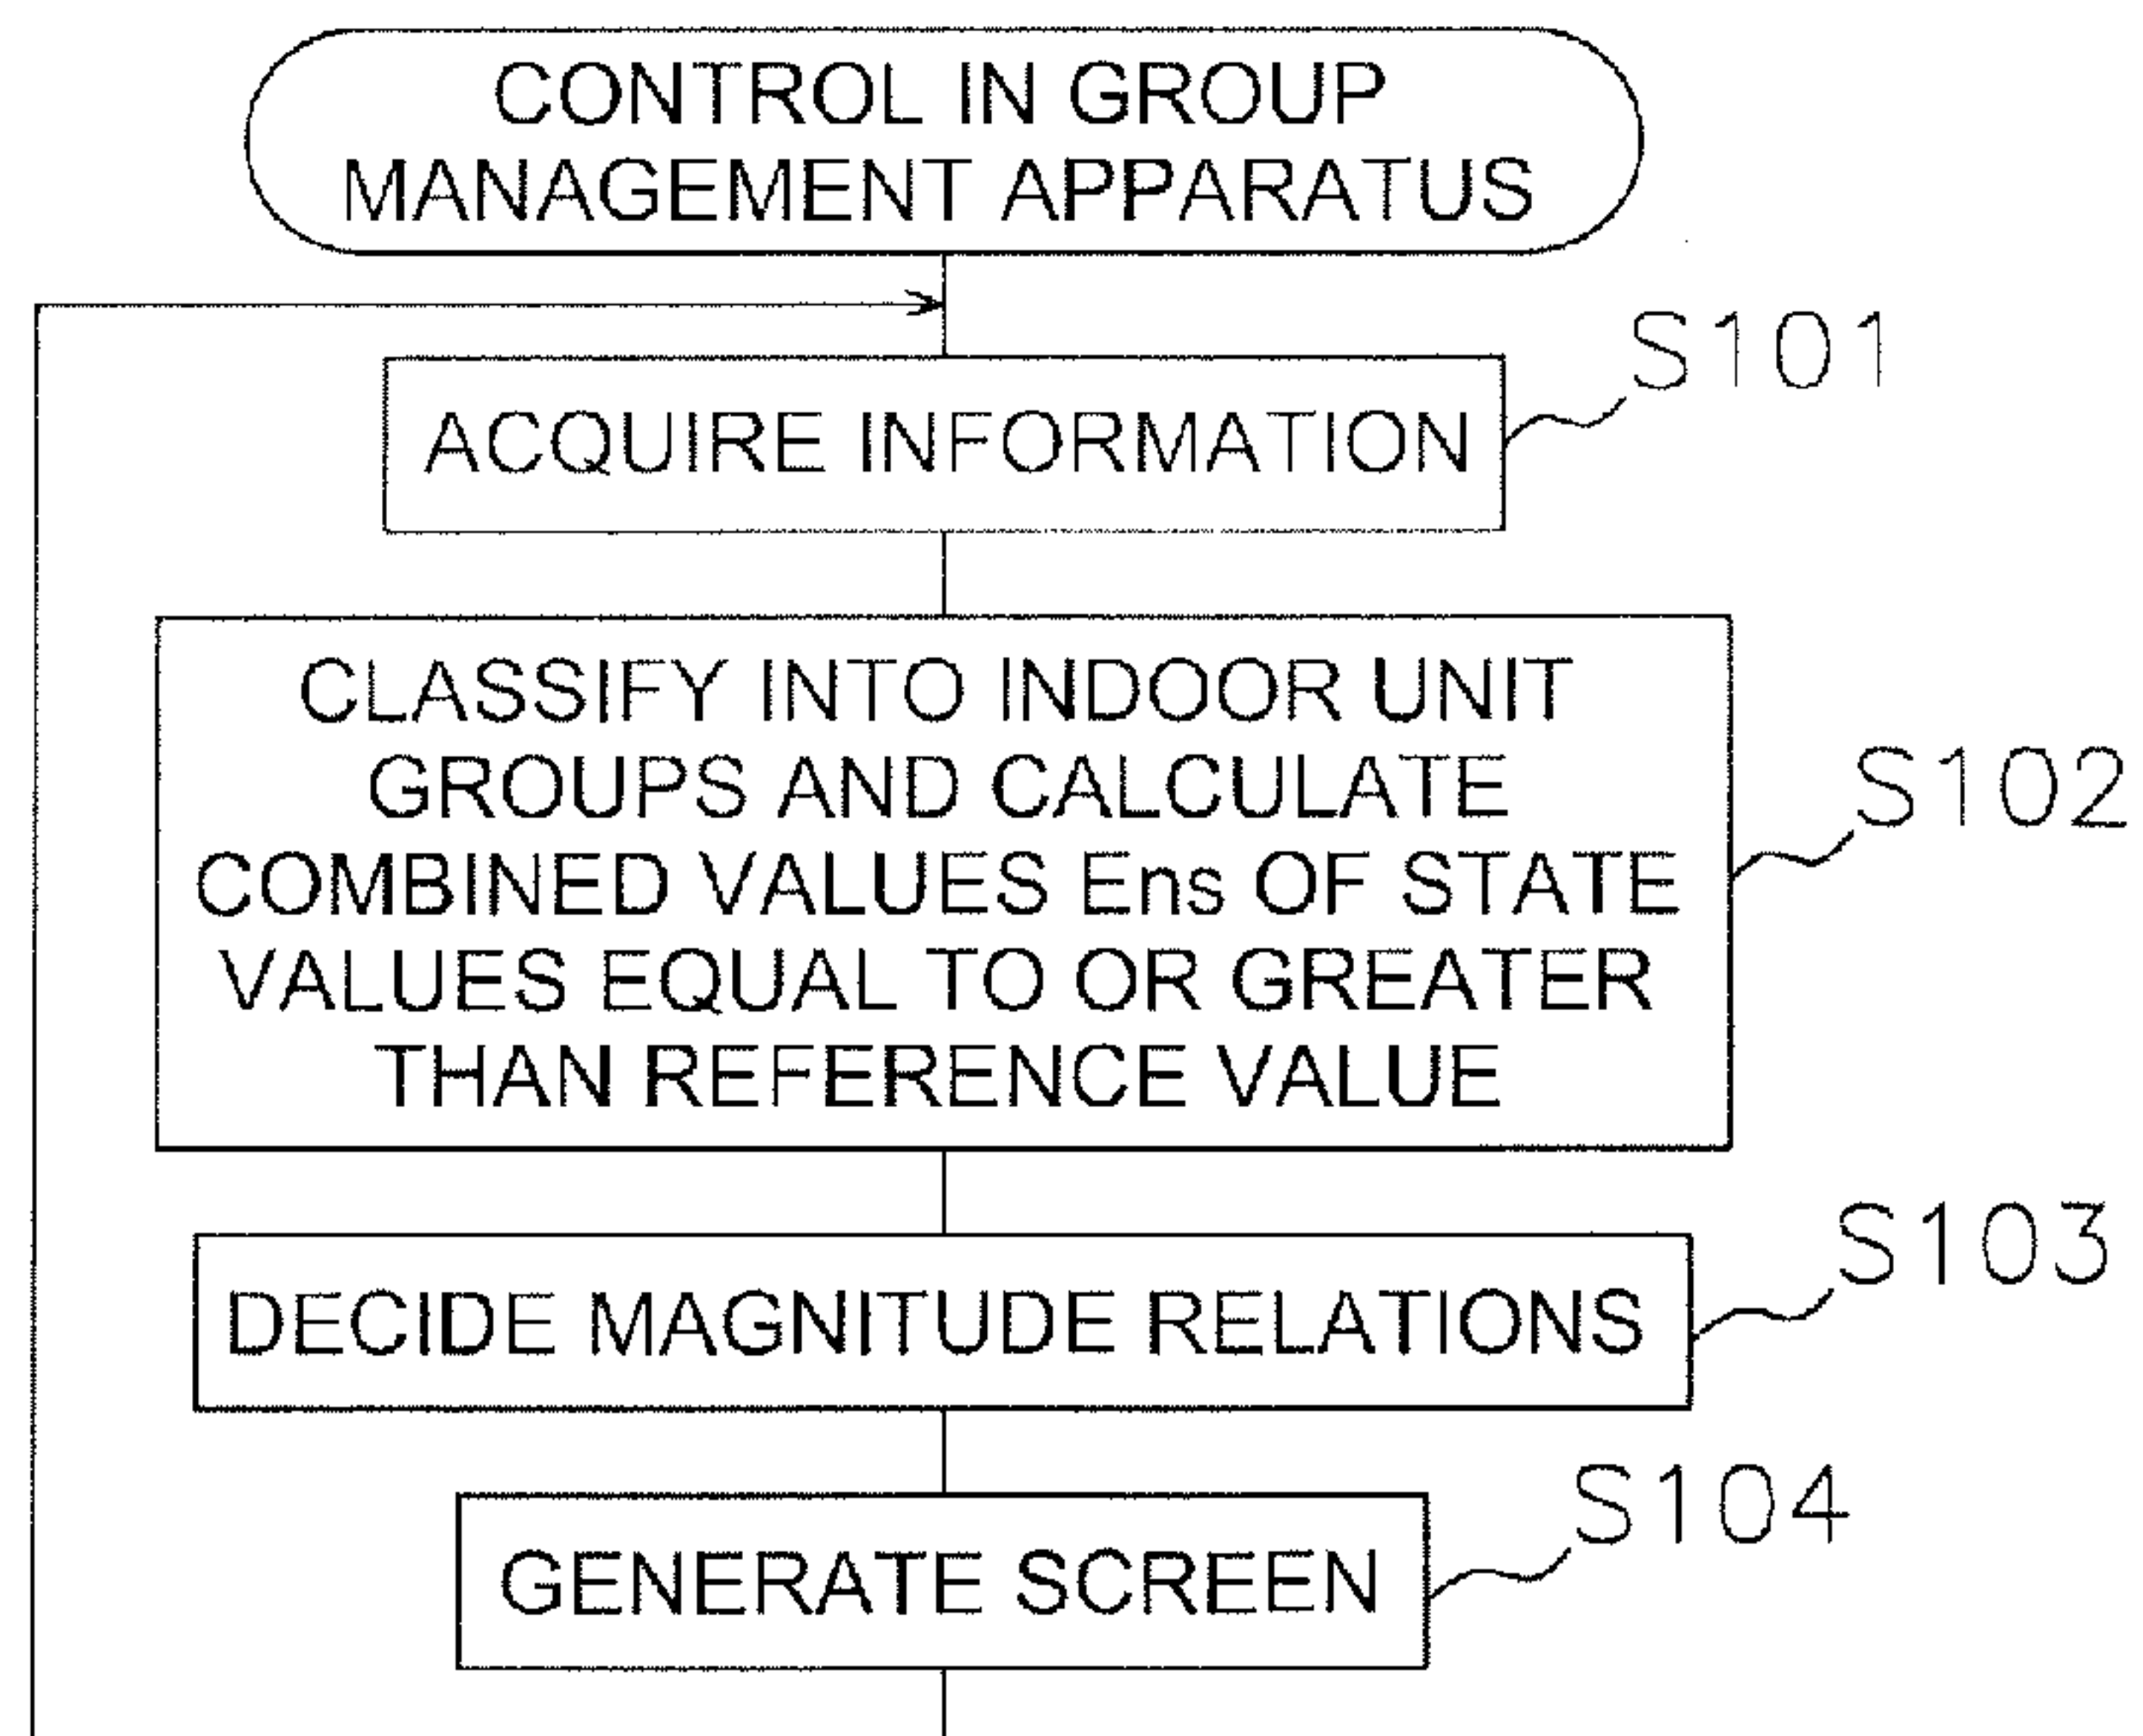 CONTROL IN GROUP
MANAGEMENT APPARATUS
S101
ACQUIRE INFORMATION
CLASSIFY INTO INDOOR UNIT
GROUPS AND CALCULATE
COMBINED VALUES Ens OF STATE
VALUES EQUAL TO OR GREATER
THAN REFERENCE VALUE
S102
S103
DECIDE MAGNITUDE RELATIONS
S104
GENERATE SCREEN